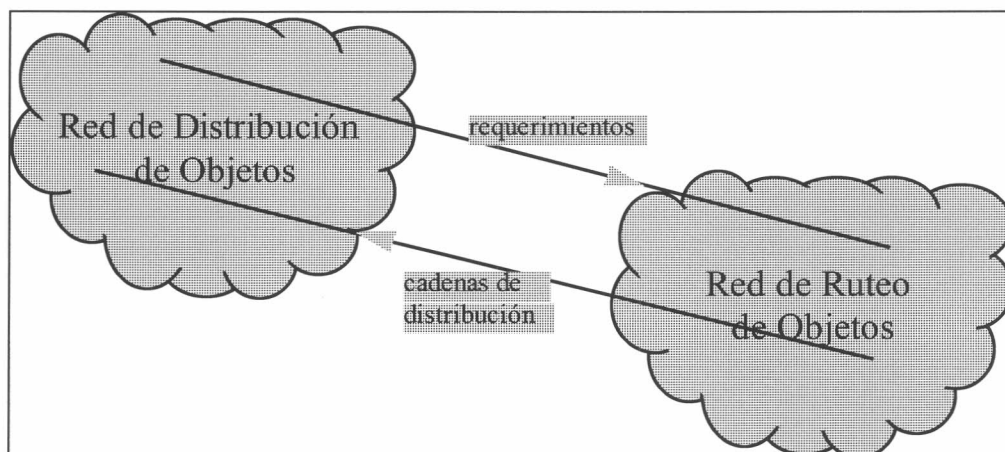 Red de Distribución
de Objetos
requerimientos
cadenas de
distribución
Red de Ruteo
de Objetos